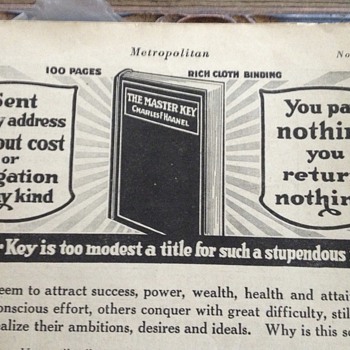 Metropolitan
No
100 PAGES
RICH CLOTH BINDING
Sent
address
out cost
or
gation
kind
THE MASTER KEY
CHARLES F HAANEL
You pa
nothin
you
retur
nothin
Key is too modest a title for such a stupendous
eem to attract success, power, wealth, health and attai
onscious effort, others conquer with great difficulty, stil
alize their ambitions, desires and ideals. Why is this so